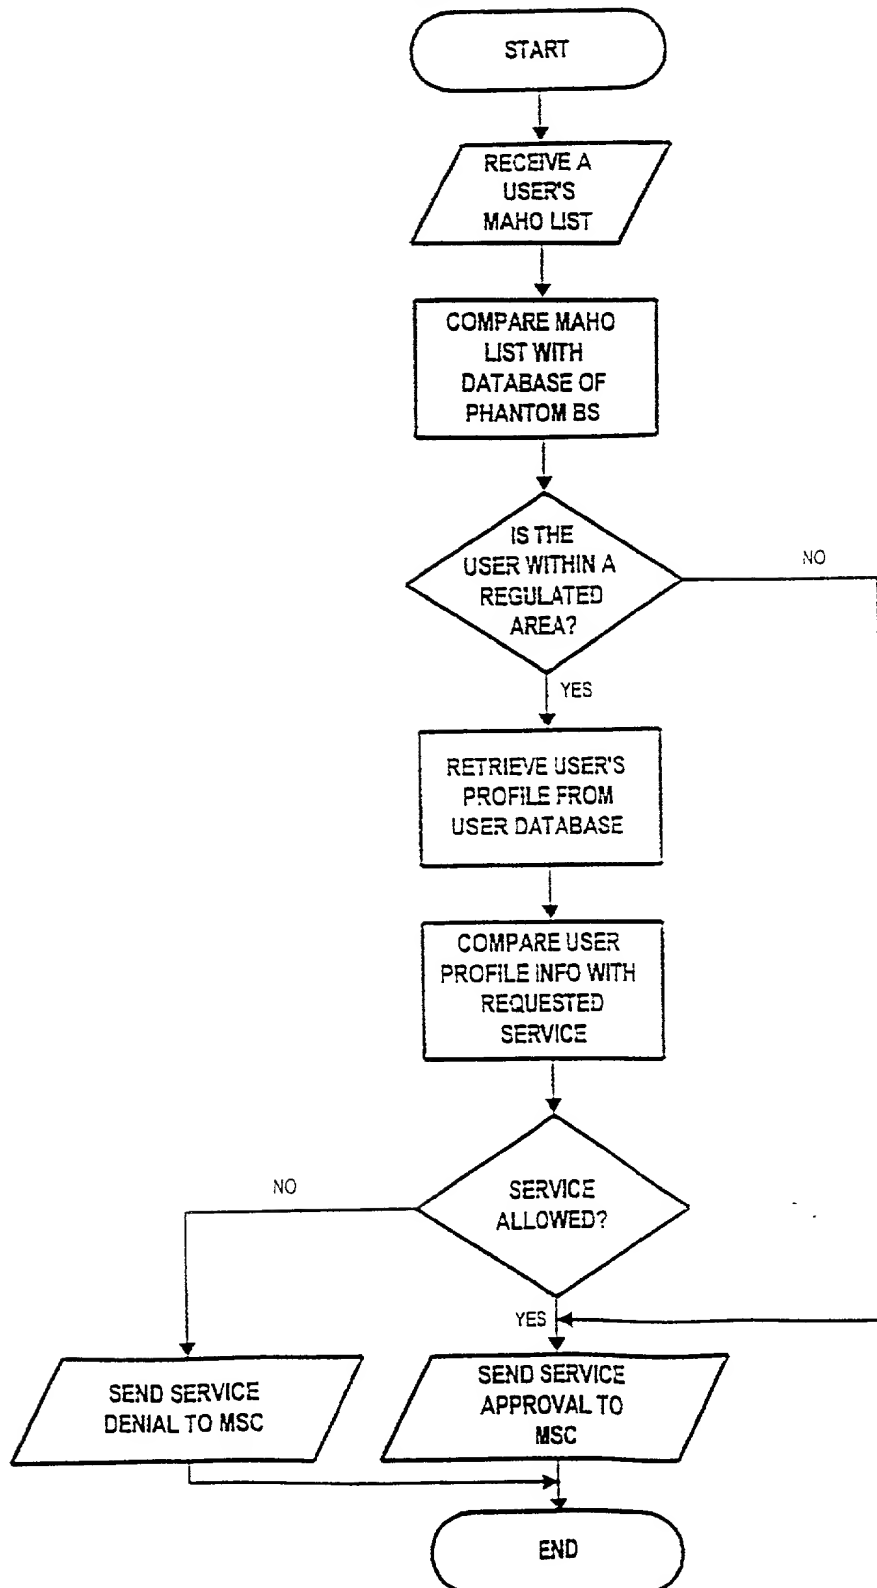 START
RECEIVE A
USER'S
MAHO LIST
COMPARE MAHO
LIST WITH
DATABASE OF
PHANTOM BS
IS THE
USER WITHIN A
REGULATED
AREA?
NO
YES
RETRIEVE USER'S
PROFILE FROM
USER DATABASE
COMPARE USER
PROFILE INFO WITH
REQUESTED
SERVICE
SERVICE
ALLOWED?
NO
YES
SEND SERVICE
DENIAL TO MSC
SEND SERVICE
APPROVAL TO
MSC
END